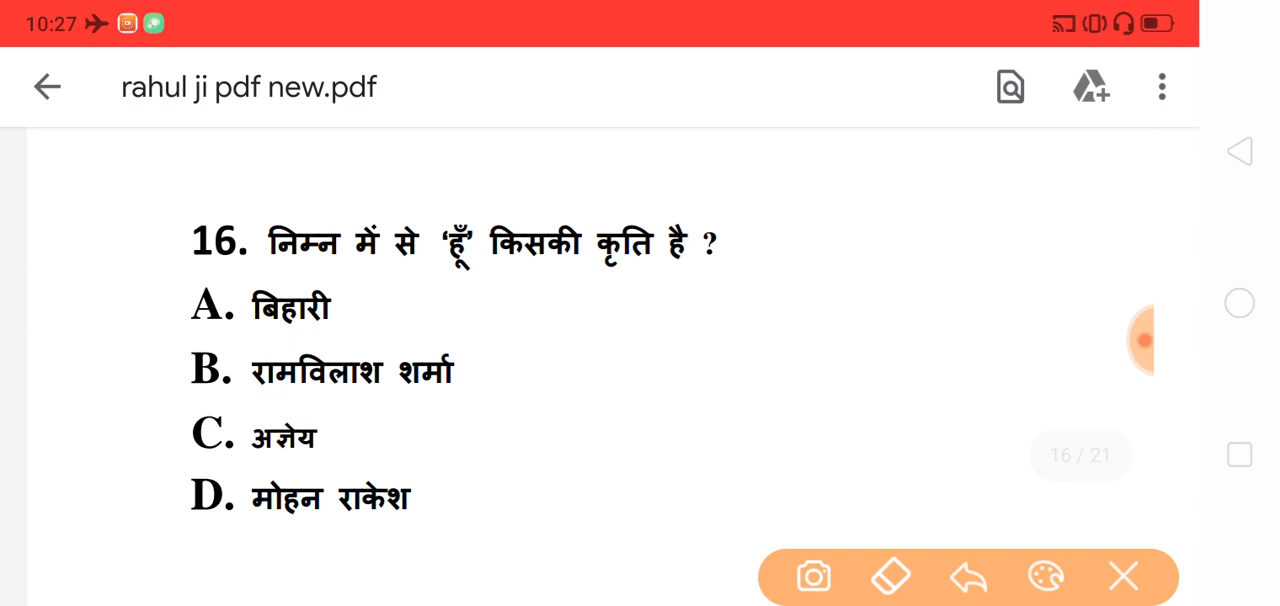 10:27
rahul ji pdf new.pdf
16. निम्न में से ‘हूँ’ किसकी कृति है ?
A. बिहारी
B. रामविलाश शर्मा
C. अज्ञेय
16 / 21
D. मोहन राकेश